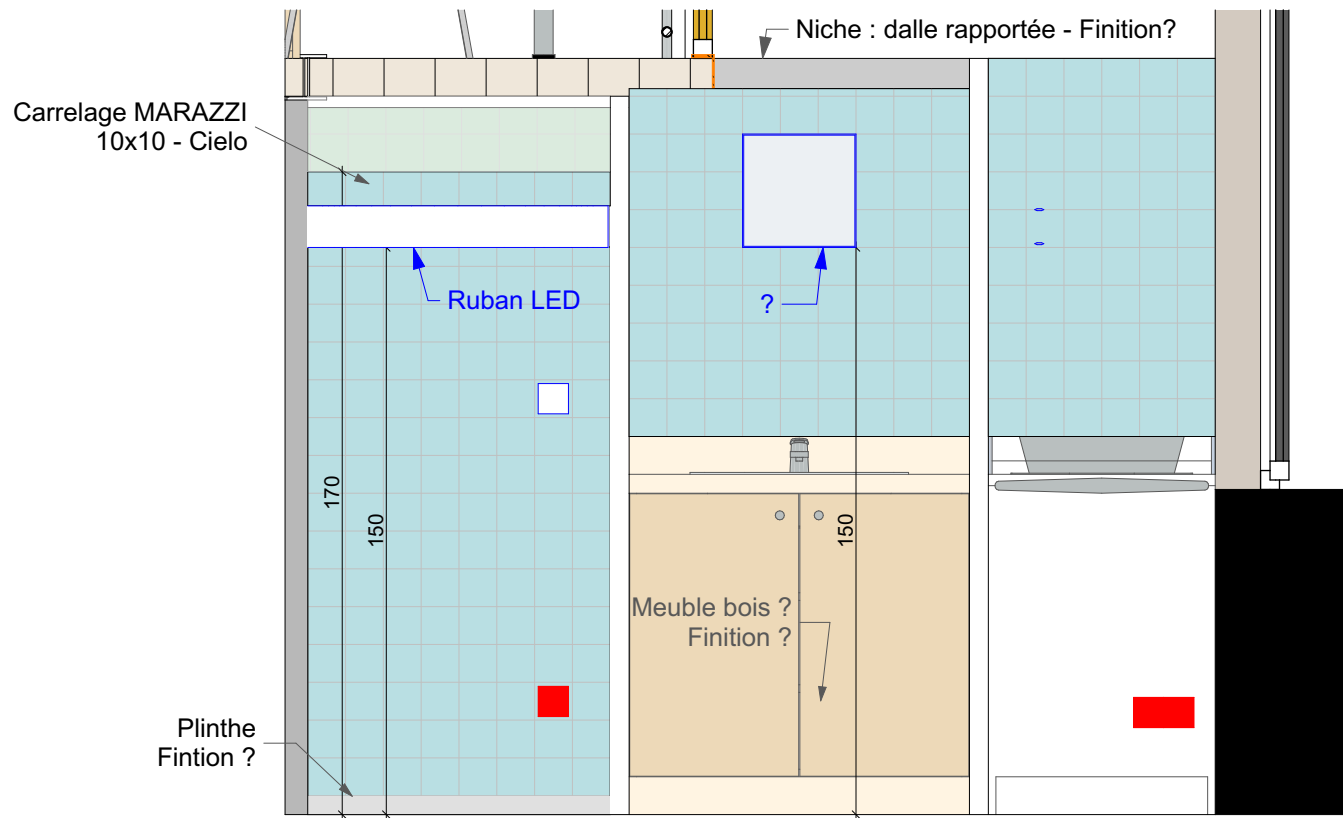 Niche : dalle rapportée - Finition?
Carrelage MARAZZI
10x10 - Cielo
Ruban LED
?
170
150
150
Meuble bois ?
Finition ?
Plinthe
Fintion ?